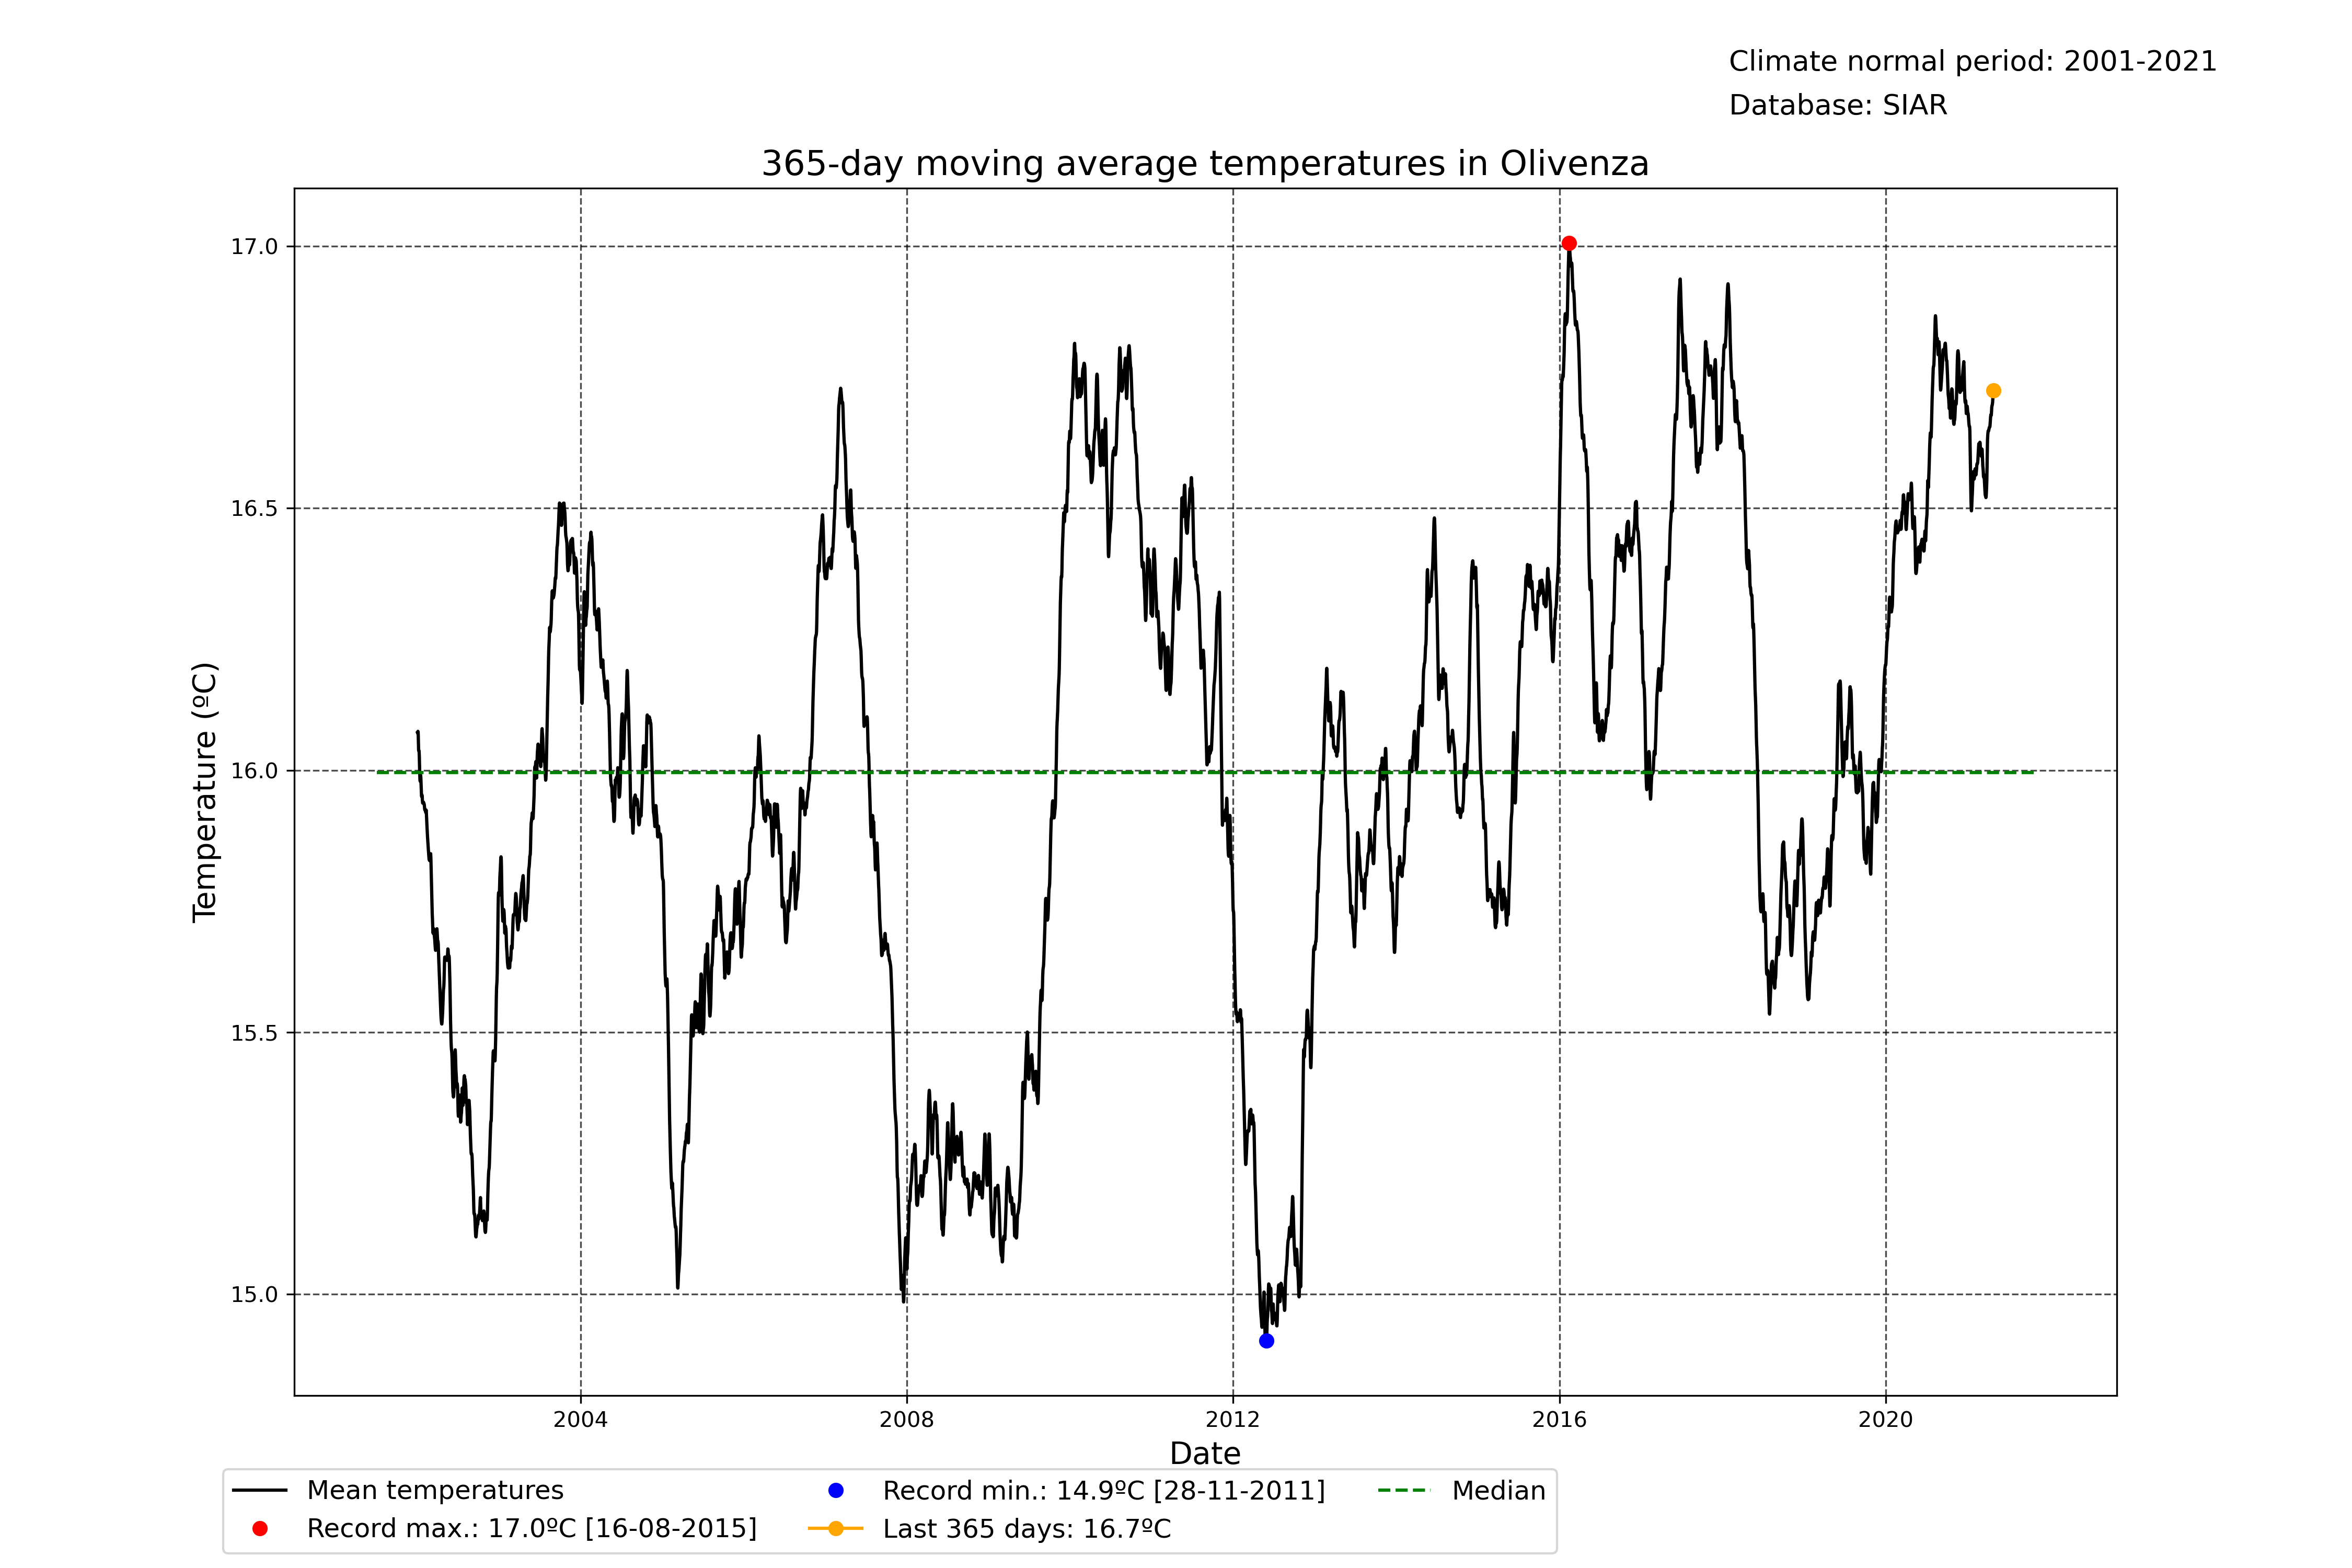 Climate normal period: 2001-2021
Database: SIAR
365-day moving average temperatures in Olivenza
17.0
16.5
16.0
15.5
15.0
Temperature (ºC)
2004 2008 2012 2016 2020
Date
Mean temperatures
Record max.: 17.0ºC [16-08-2015]
Record min.: 14.9ºC [28-11-2011]
Last 365 days: 16.7ºC
Median